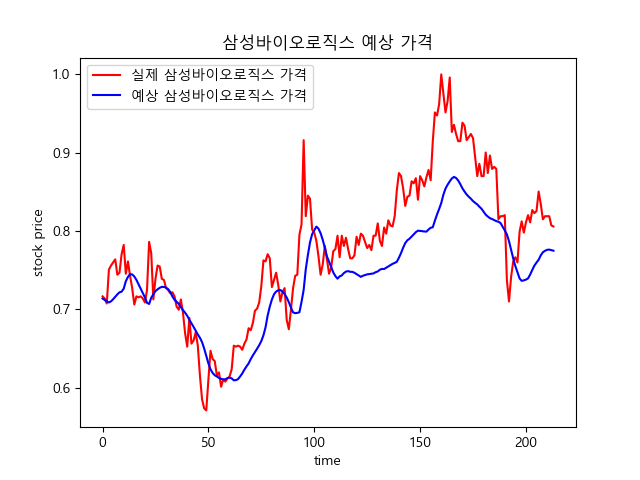 삼성바이오로직스 예상 가격
실제 삼성바이오로직스 가격
예상 삼성바이오로직스 가격
1.0
0.9
0.8
0.7
0.6
stock price
0 50 100 150 200
time